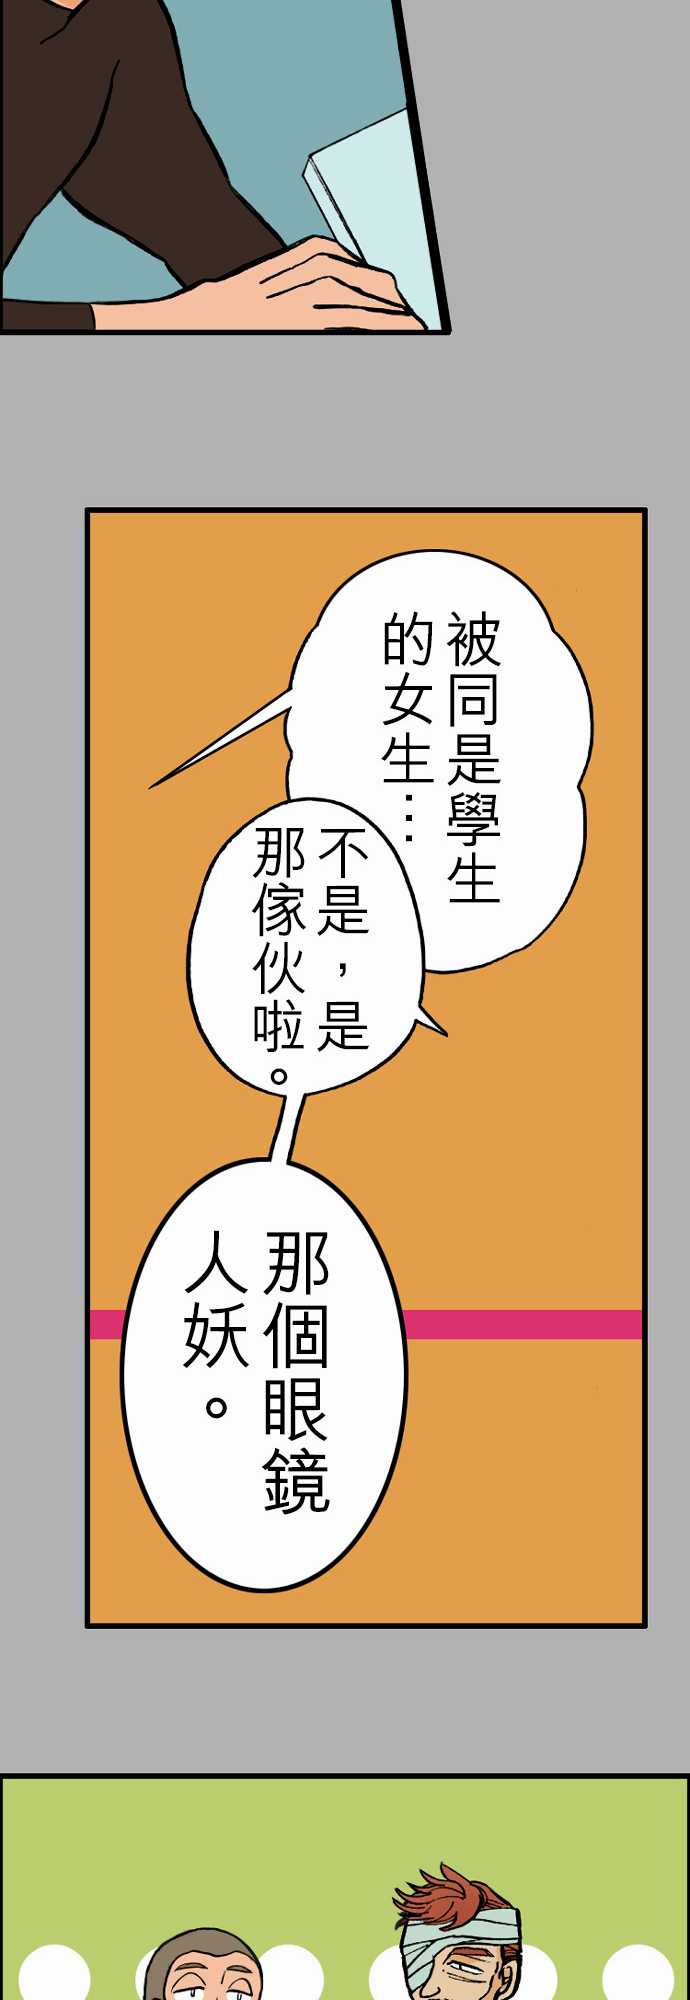 被同是學生
的女生⋯
不是，是
那傢伙啦。
那個眼鏡
人妖。